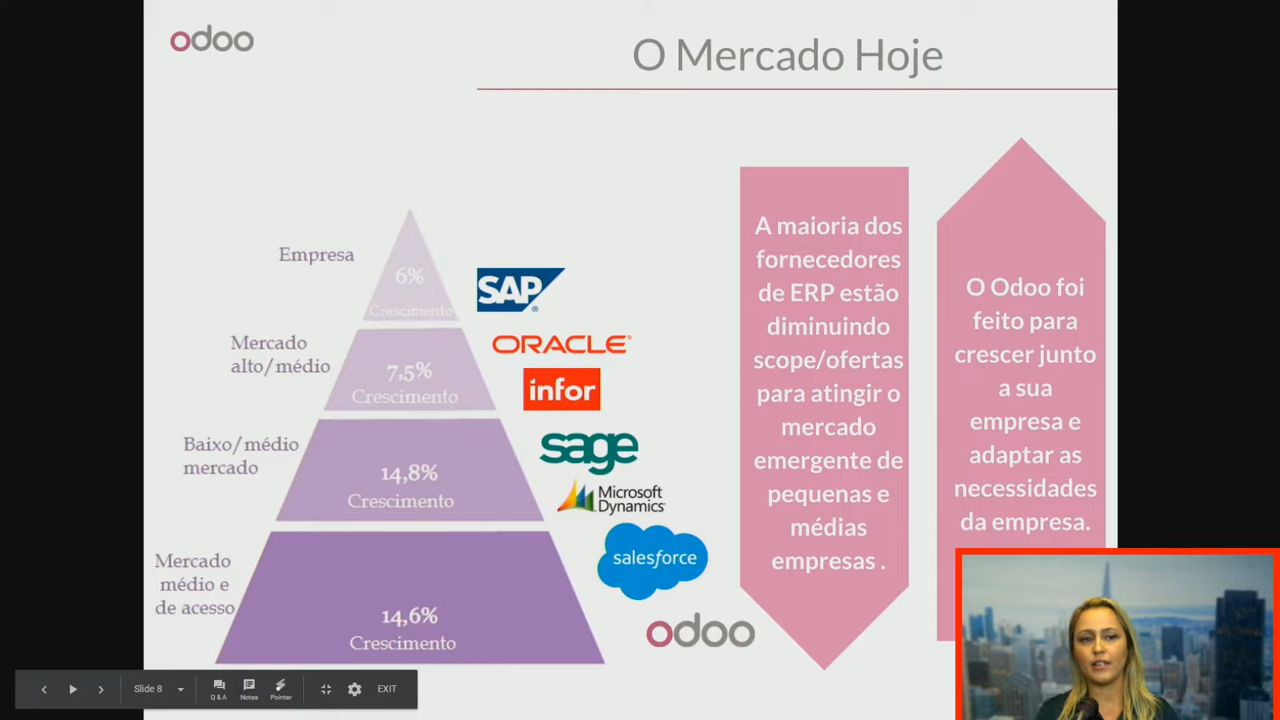 odoo
O Mercado Hoje
Empresa
6%
Crescimento
SAP
®
Mercado
alto/médio
7,5%
Crescimento
ORACLE®
infor
Baixo/médio
mercado
14,8%
Crescimento
sage
Microsoft
Dynamics
Mercado
médio e
de acesso
14,6%
Crescimento
salesforce
odoo
A maioria dos
fornecedores
de ERP estão
diminuindo
scope/ofertas
para atingir o
mercado
emergente de
pequenas e
médias
empresas .
O Odoo foi
feito para
crescer junto
a sua
empresa e
adaptar as
necessidades
da empresa.
Slide 8
Q & A
Notes
Pointer
EXIT